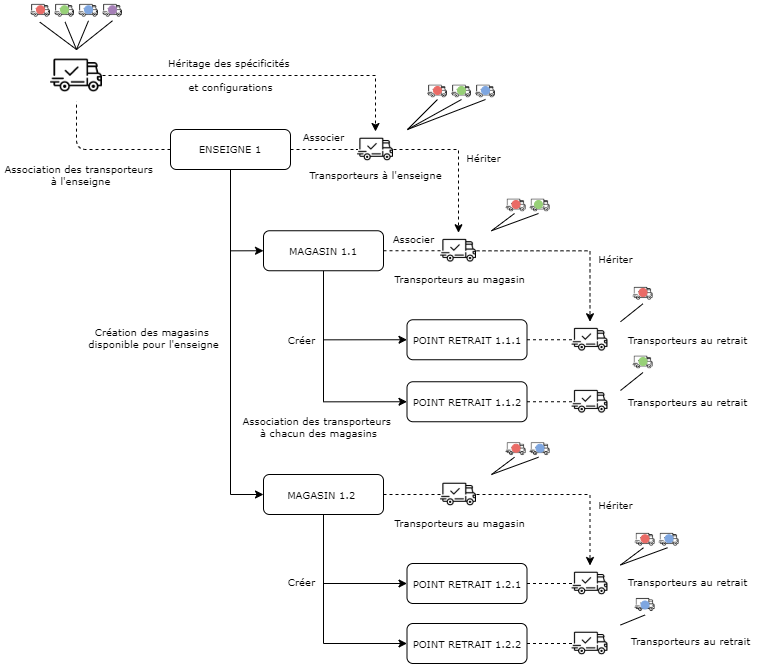 Héritage des spécificités
et configurations
ENSEIGNE 1
Associer
Transporteurs à l'enseigne
Hériter
Association des transporteurs
à l'enseigne
MAGASIN 1.1
Associer
Transporteurs au magasin
Hériter
Création des magasins
disponible pour l'enseigne
Créer
POINT RETRAIT 1.1.1
Transporteurs au retrait
POINT RETRAIT 1.1.2
Transporteurs au retrait
Association des transporteurs
à chacun des magasins
MAGASIN 1.2
Transporteurs au magasin
Hériter
Créer
POINT RETRAIT 1.2.1
Transporteurs au retrait
POINT RETRAIT 1.2.2
Transporteurs au retrait